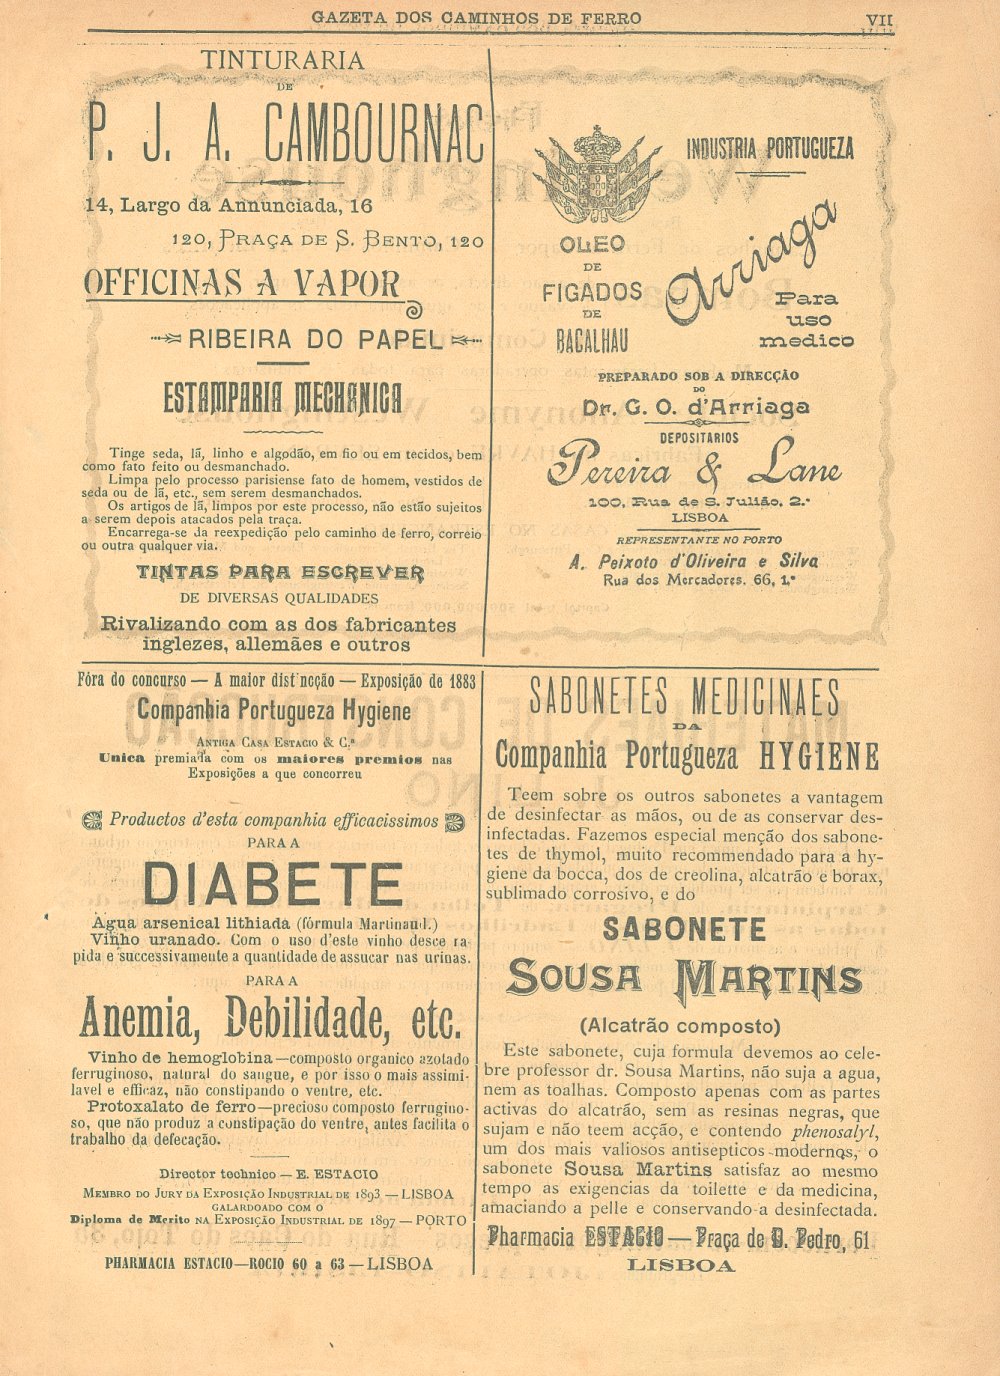 GAZETA DOS CAMINHOS DE FERRO
VII
TINTURARIA
DE
P. J. A. CAMBOURNAC
14, Largo da Annunciada, 16
120, PRAÇA DE S. BENTO, 120
OFFICINAS A VAPOR
RIBEIRA DO PAPEL
ESTAMPARIA MECHANICA
Tinge seda, lã, linho e algodão, em fio ou em tecidos, bem
como fato feito ou desmanchado.
Limpa pelo processo parisiense fato de homem, vestidos de
seda ou de lã, etc., sem serem desmanchados.
Os artigos de lã, limpos por este processo, não estão sujeitos
a serem depois atacados pela traça.
Encarrega-se da reexpedição pelo caminho de ferro, correio
ou outra qualquer via.
TINTAS PARA ESCREVER
DE DIVERSAS QUALIDADES
Rivalizando com as dos fabricantes
inglezes, allemães e outros
INDUSTRIA PORTUGUEZA
OLEO
DE
FIGADOS
DE
BACALHAU
Arriaga
Para
uso
medico
PREPARADO SOB A DIRECÇÃO
DO
Dr. G. O. d'Arriaga
DEPOSITARIOS
Pereira & Lane
100, Rua de S. Julião, 2.º
LISBOA
REPRESENTANTE NO PORTO
A. Peixoto d'Oliveira e Silva
Rua dos Mercadores, 66, 1.º
Fóra do concurso — A maior distincção — Exposição de 1883
Companhia Portugueza Hygiene
ANTIGA CASA ESTACIO & C.ª
Unica premiada com os maiores premios nas
Exposições a que concorreu
Productos d'esta companhia efficacissimos
PARA A
DIABETE
Agua arsenical lithiada (fórmula Martinaud.)
Vinho uranado. Com o uso d'este vinho desce ra-
pida e successivamente a quantidade de assucar nas urinas.
PARA A
Anemia, Debilidade, etc.
Vinho de hemoglobina—composto organico azotado
ferruginoso, natural do sangue, e por isso o mais assimi-
lavel e efficaz, não constipando o ventre, etc.
Protoxalato de ferro—precioso composto ferrugino-
so, que não produz a constipação do ventre, antes facilita o
trabalho da defecação.
Director technico — E. ESTACIO
MEMBRO DO JURY DA EXPOSIÇÃO INDUSTRIAL DE 1893 — LISBOA
GALARDOADO COM O
Diploma de Merito NA EXPOSIÇÃO INDUSTRIAL DE 1897 — PORTO
PHARMACIA ESTACIO—ROCIO 60 a 63 — LISBOA
SABONETES MEDICINAES
DA
Companhia Portugueza HYGIENE
Teem sobre os outros sabonetes a vantagem
de desinfectar as mãos, ou de as conservar des-
infectadas. Fazemos especial menção dos sabone-
tes de thymol, muito recommendado para a hy-
giene da bocca, dos de creolina, alcatrão e borax,
sublimado corrosivo, e do
SABONETE
SOUSA MARTINS
(Alcatrão composto)
Este sabonete, cuja formula devemos ao cele-
bre professor dr. Sousa Martins, não suja a agua,
nem as toalhas. Composto apenas com as partes
activas do alcatrão, sem as resinas negras, que
sujam e não teem acção, e contendo phenosalyl,
um dos mais valiosos antisepticos modernos, o
sabonete Sousa Martins satisfaz ao mesmo
tempo as exigencias da toilette e da medicina,
amaciando a pelle e conservando-a desinfectada.
Pharmacia ESTACIO — Praça de D. Pedro, 61
LISBOA